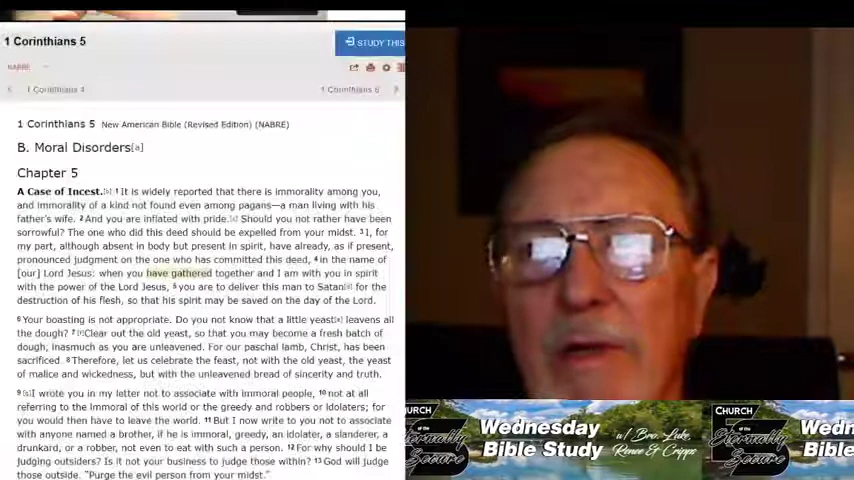 1 Corinthians 5
STUDY THIS
NABRE
1 Corinthians 4
1 Corinthians 6
1 Corinthians 5 New American Bible (Revised Edition) (NABRE)
B. Moral Disorders[a]
Chapter 5
A Case of Incest.[b] 1 It is widely reported that there is immorality among you,
and immorality of a kind not found even among pagans—a man living with his
father's wife. 2 And you are inflated with pride.[c] Should you not rather have been
sorrowful? The one who did this deed should be expelled from your midst. 3 I, for
my part, although absent in body but present in spirit, have already, as if present,
pronounced judgment on the one who has committed this deed, 4 in the name of
[our] Lord Jesus: when you have gathered together and I am with you in spirit
with the power of the Lord Jesus, 5 you are to deliver this man to Satan[d] for the
destruction of his flesh, so that his spirit may be saved on the day of the Lord.
6 Your boasting is not appropriate. Do you not know that a little yeast[e] leavens all
the dough? 7 [f]Clear out the old yeast, so that you may become a fresh batch of
dough, inasmuch as you are unleavened. For our paschal lamb, Christ, has been
sacrificed. 8 Therefore, let us celebrate the feast, not with the old yeast, the yeast
of malice and wickedness, but with the unleavened bread of sincerity and truth.
9 [g]I wrote you in my letter not to associate with immoral people, 10 not at all
referring to the immoral of this world or the greedy and robbers or idolaters; for
you would then have to leave the world. 11 But I now write to you not to associate
with anyone named a brother, if he is immoral, greedy, an idolater, a slanderer, a
drunkard, or a robber, not even to eat with such a person. 12 For why should I be
judging outsiders? Is it not your business to judge those within? 13 God will judge
those outside. "Purge the evil person from your midst."
CHURCH
of the
Eternally
Secure
Wednesday
Bible Study
w/ Bro. Luke,
Renee & Cripps
CHURCH
of the
Eternally
Secure
Wedn
Bible